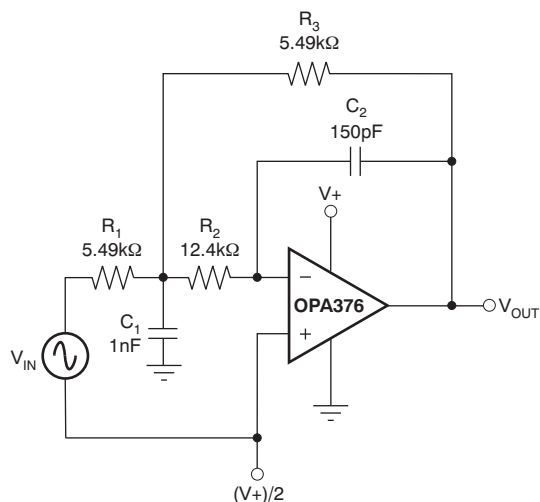 R3
5.49kΩ
C2
150pF
V+
R1
5.49kΩ
R2
12.4kΩ
−
OPA376
+
C1
1nF
VIN
VOUT
(V+)/2